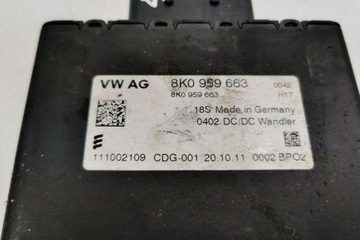 VW AG 8K0 959 663 0042
8K0 959 663 H17
18S Made in Germany
0402 DC/DC Wandler
111002109 CDG-001 20.10.11 0002 BPO2